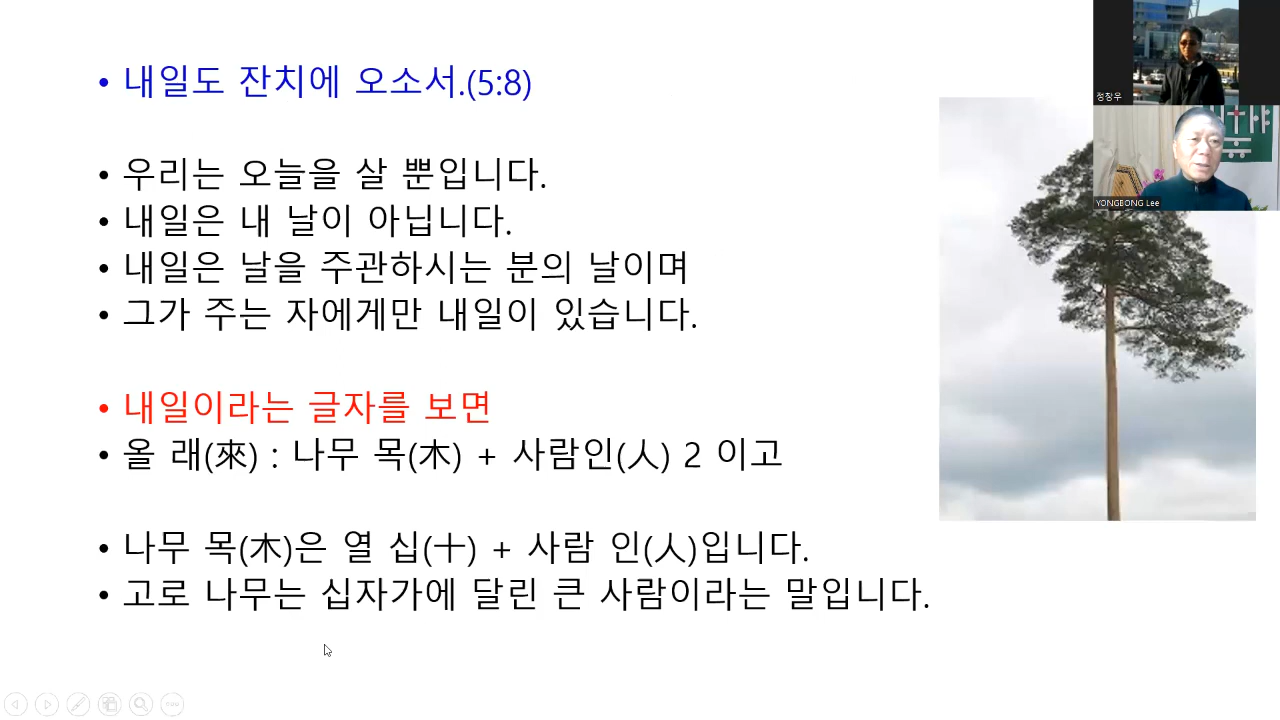 • 내일도 잔치에 오소서.(5:8)
• 우리는 오늘을 살 뿐입니다.
• 내일은 내 날이 아닙니다.
• 내일은 날을 주관하시는 분의 날이며
• 그가 주는 자에게만 내일이 있습니다.
• 내일이라는 글자를 보면
• 올 래(來) : 나무 목(木) + 사람인(人) 2 이고
• 나무 목(木)은 열 십(十) + 사람 인(人)입니다.
• 고로 나무는 십자가에 달린 큰 사람이라는 말입니다.
정창우
YONGBONG Lee